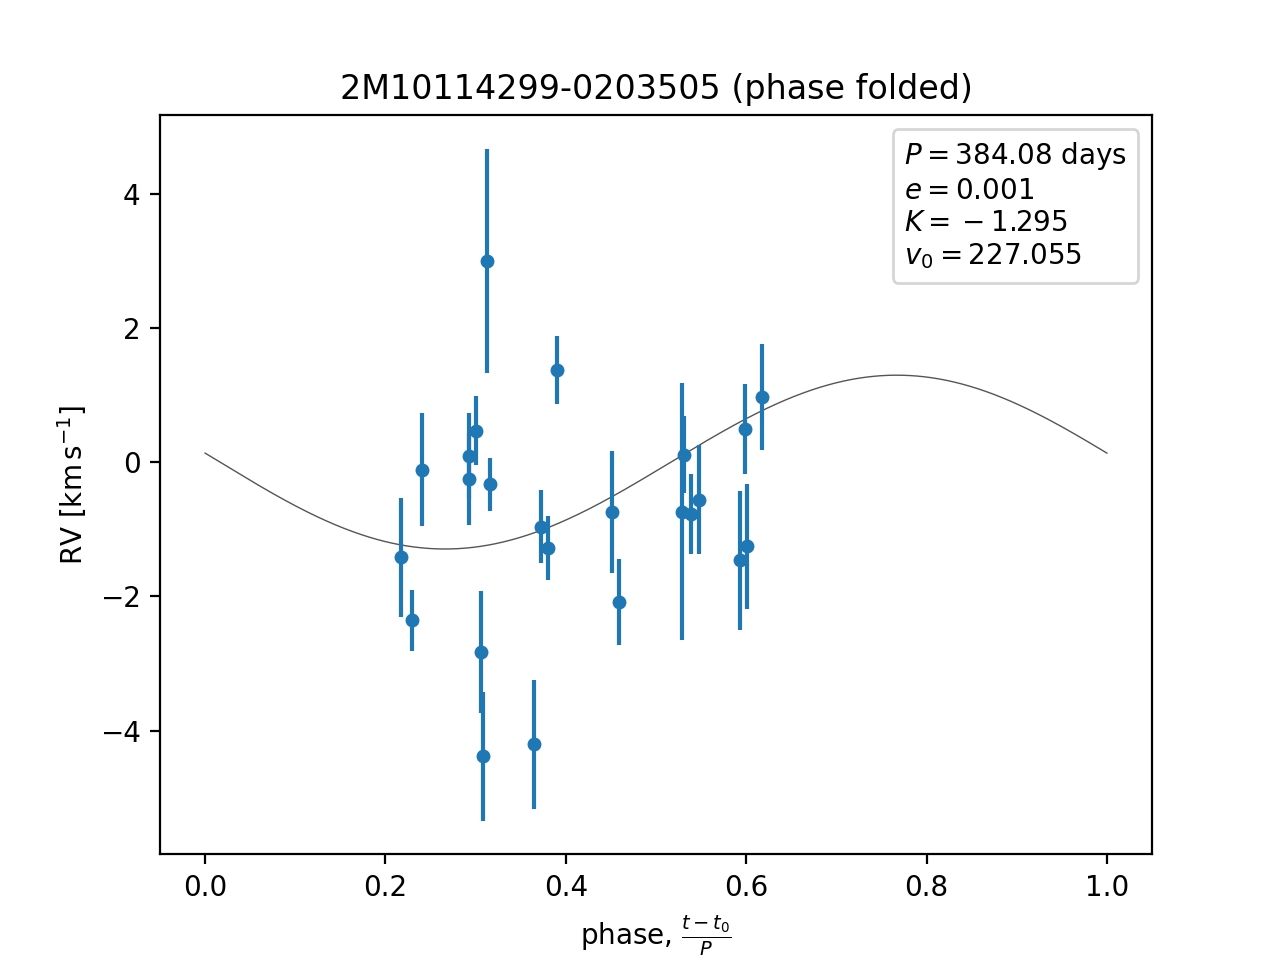 2M10114299-0203505 (phase folded)
P = 384.08 days
e = 0.001
K = −1.295
v₀ = 227.055
4
2
0
−2
−4
RV [km s⁻¹]
0.0 0.2 0.4 0.6 0.8 1.0
phase, (t − t₀)/P